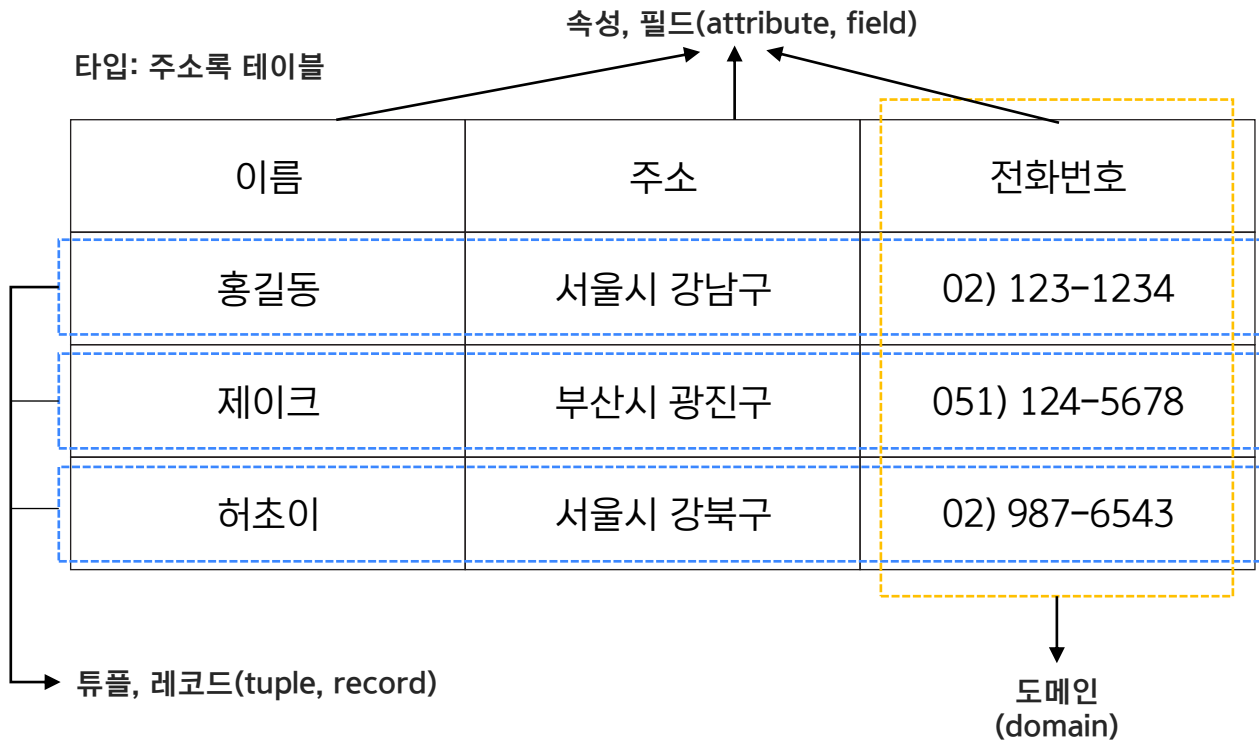 속성, 필드(attribute, field)
타입: 주소록 테이블
이름 주소 전화번호
홍길동 서울시 강남구 02) 123-1234
제이크 부산시 광진구 051) 124-5678
허초이 서울시 강북구 02) 987-6543
튜플, 레코드(tuple, record)
도메인
(domain)